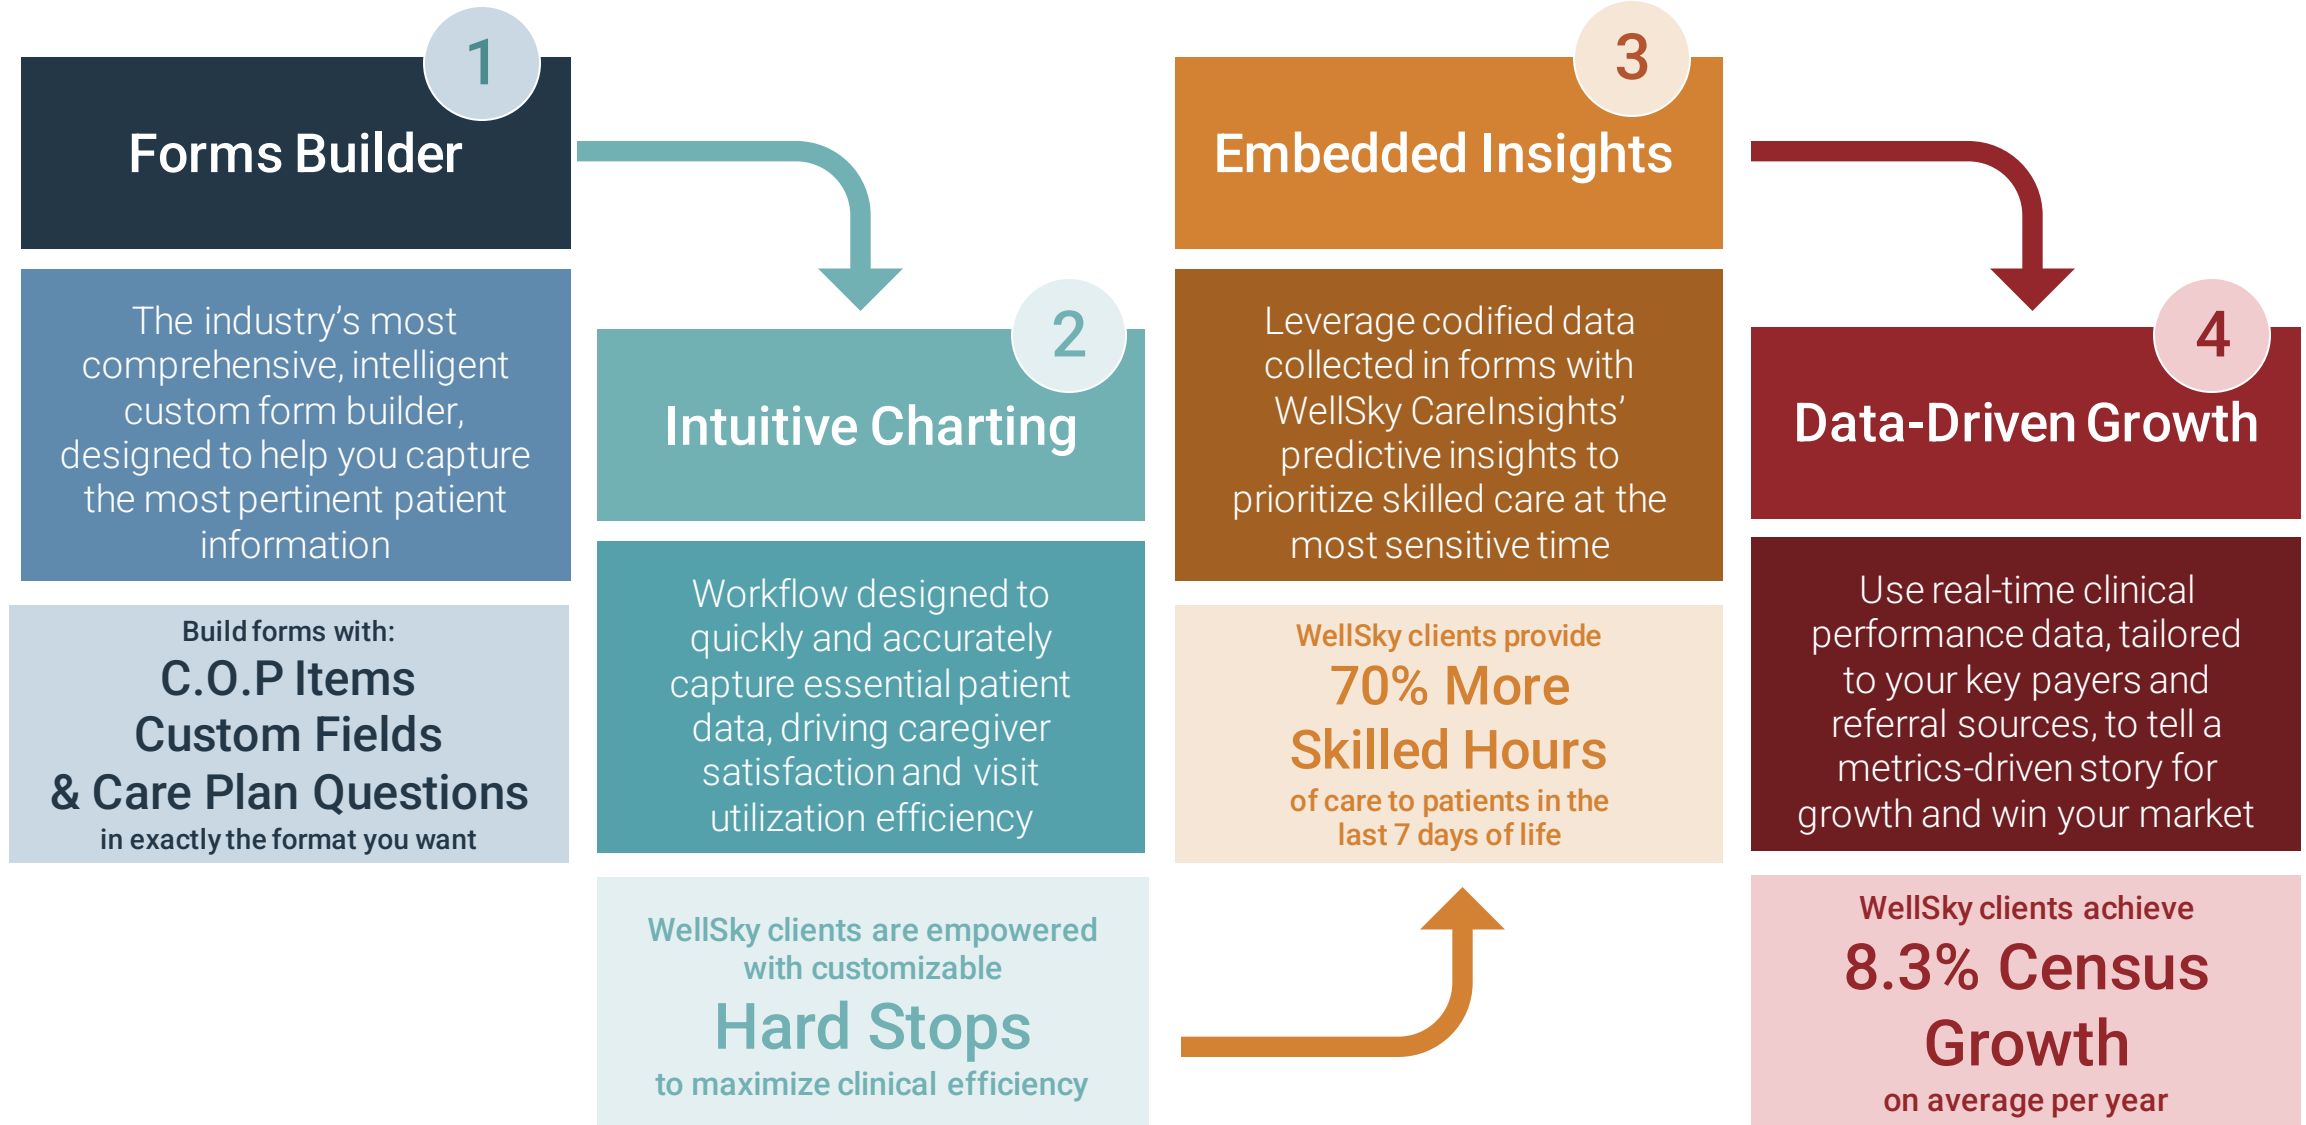 1
Forms Builder
The industry’s most
comprehensive, intelligent
custom form builder,
designed to help you capture
the most pertinent patient
information
Build forms with:
C.O.P Items
Custom Fields
& Care Plan Questions
in exactly the format you want
2
Intuitive Charting
Workflow designed to
quickly and accurately
capture essential patient
data, driving caregiver
satisfaction and visit
utilization efficiency
WellSky clients are empowered
with customizable
Hard Stops
to maximize clinical efficiency
3
Embedded Insights
Leverage codified data
collected in forms with
WellSky CareInsights’
predictive insights to
prioritize skilled care at the
most sensitive time
WellSky clients provide
70% More
Skilled Hours
of care to patients in the
last 7 days of life
4
Data-Driven Growth
Use real-time clinical
performance data, tailored
to your key payers and
referral sources, to tell a
metrics-driven story for
growth and win your market
WellSky clients achieve
8.3% Census
Growth
on average per year